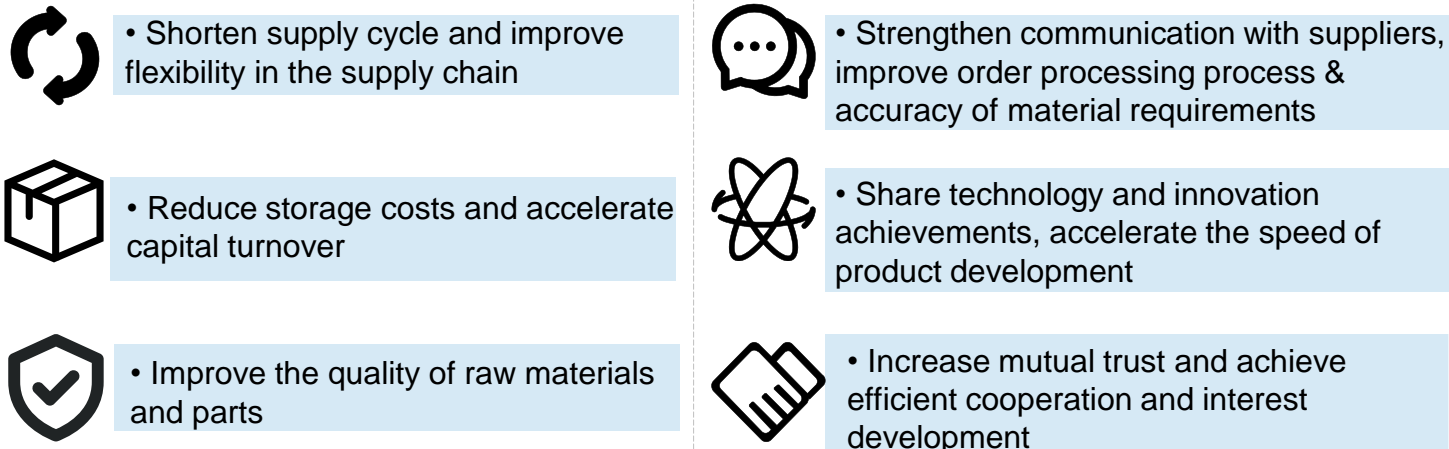 • Shorten supply cycle and improve
flexibility in the supply chain
• Reduce storage costs and accelerate
capital turnover
• Improve the quality of raw materials
and parts
• Strengthen communication with suppliers,
improve order processing process &
accuracy of material requirements
• Share technology and innovation
achievements, accelerate the speed of
product development
• Increase mutual trust and achieve
efficient cooperation and interest
development